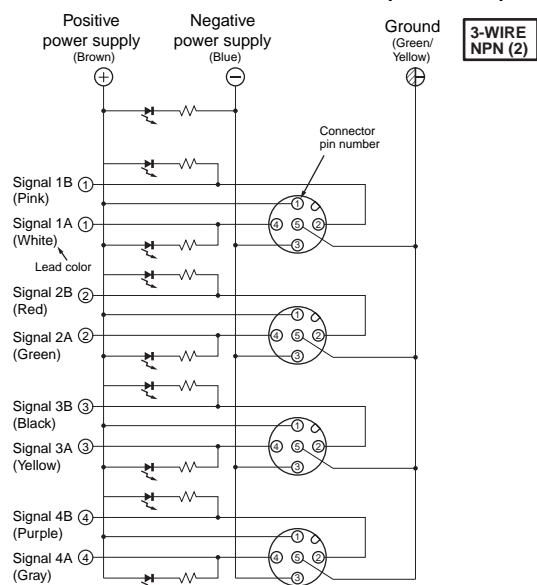 Positive
power supply
(Brown)
Negative
power supply
(Blue)
Ground
(Green/
Yellow)
3-WIRE
NPN (2)
Connector
pin number
Signal 1B 1
(Pink)
Signal 1A 1
(White)
Lead color
1
4 5 2
3
Signal 2B 2
(Red)
Signal 2A 2
(Green)
1
4 5 2
3
Signal 3B 3
(Black)
Signal 3A 3
(Yellow)
1
4 5 2
3
Signal 4B 4
(Purple)
Signal 4A 4
(Gray)
1
4 5 2
3